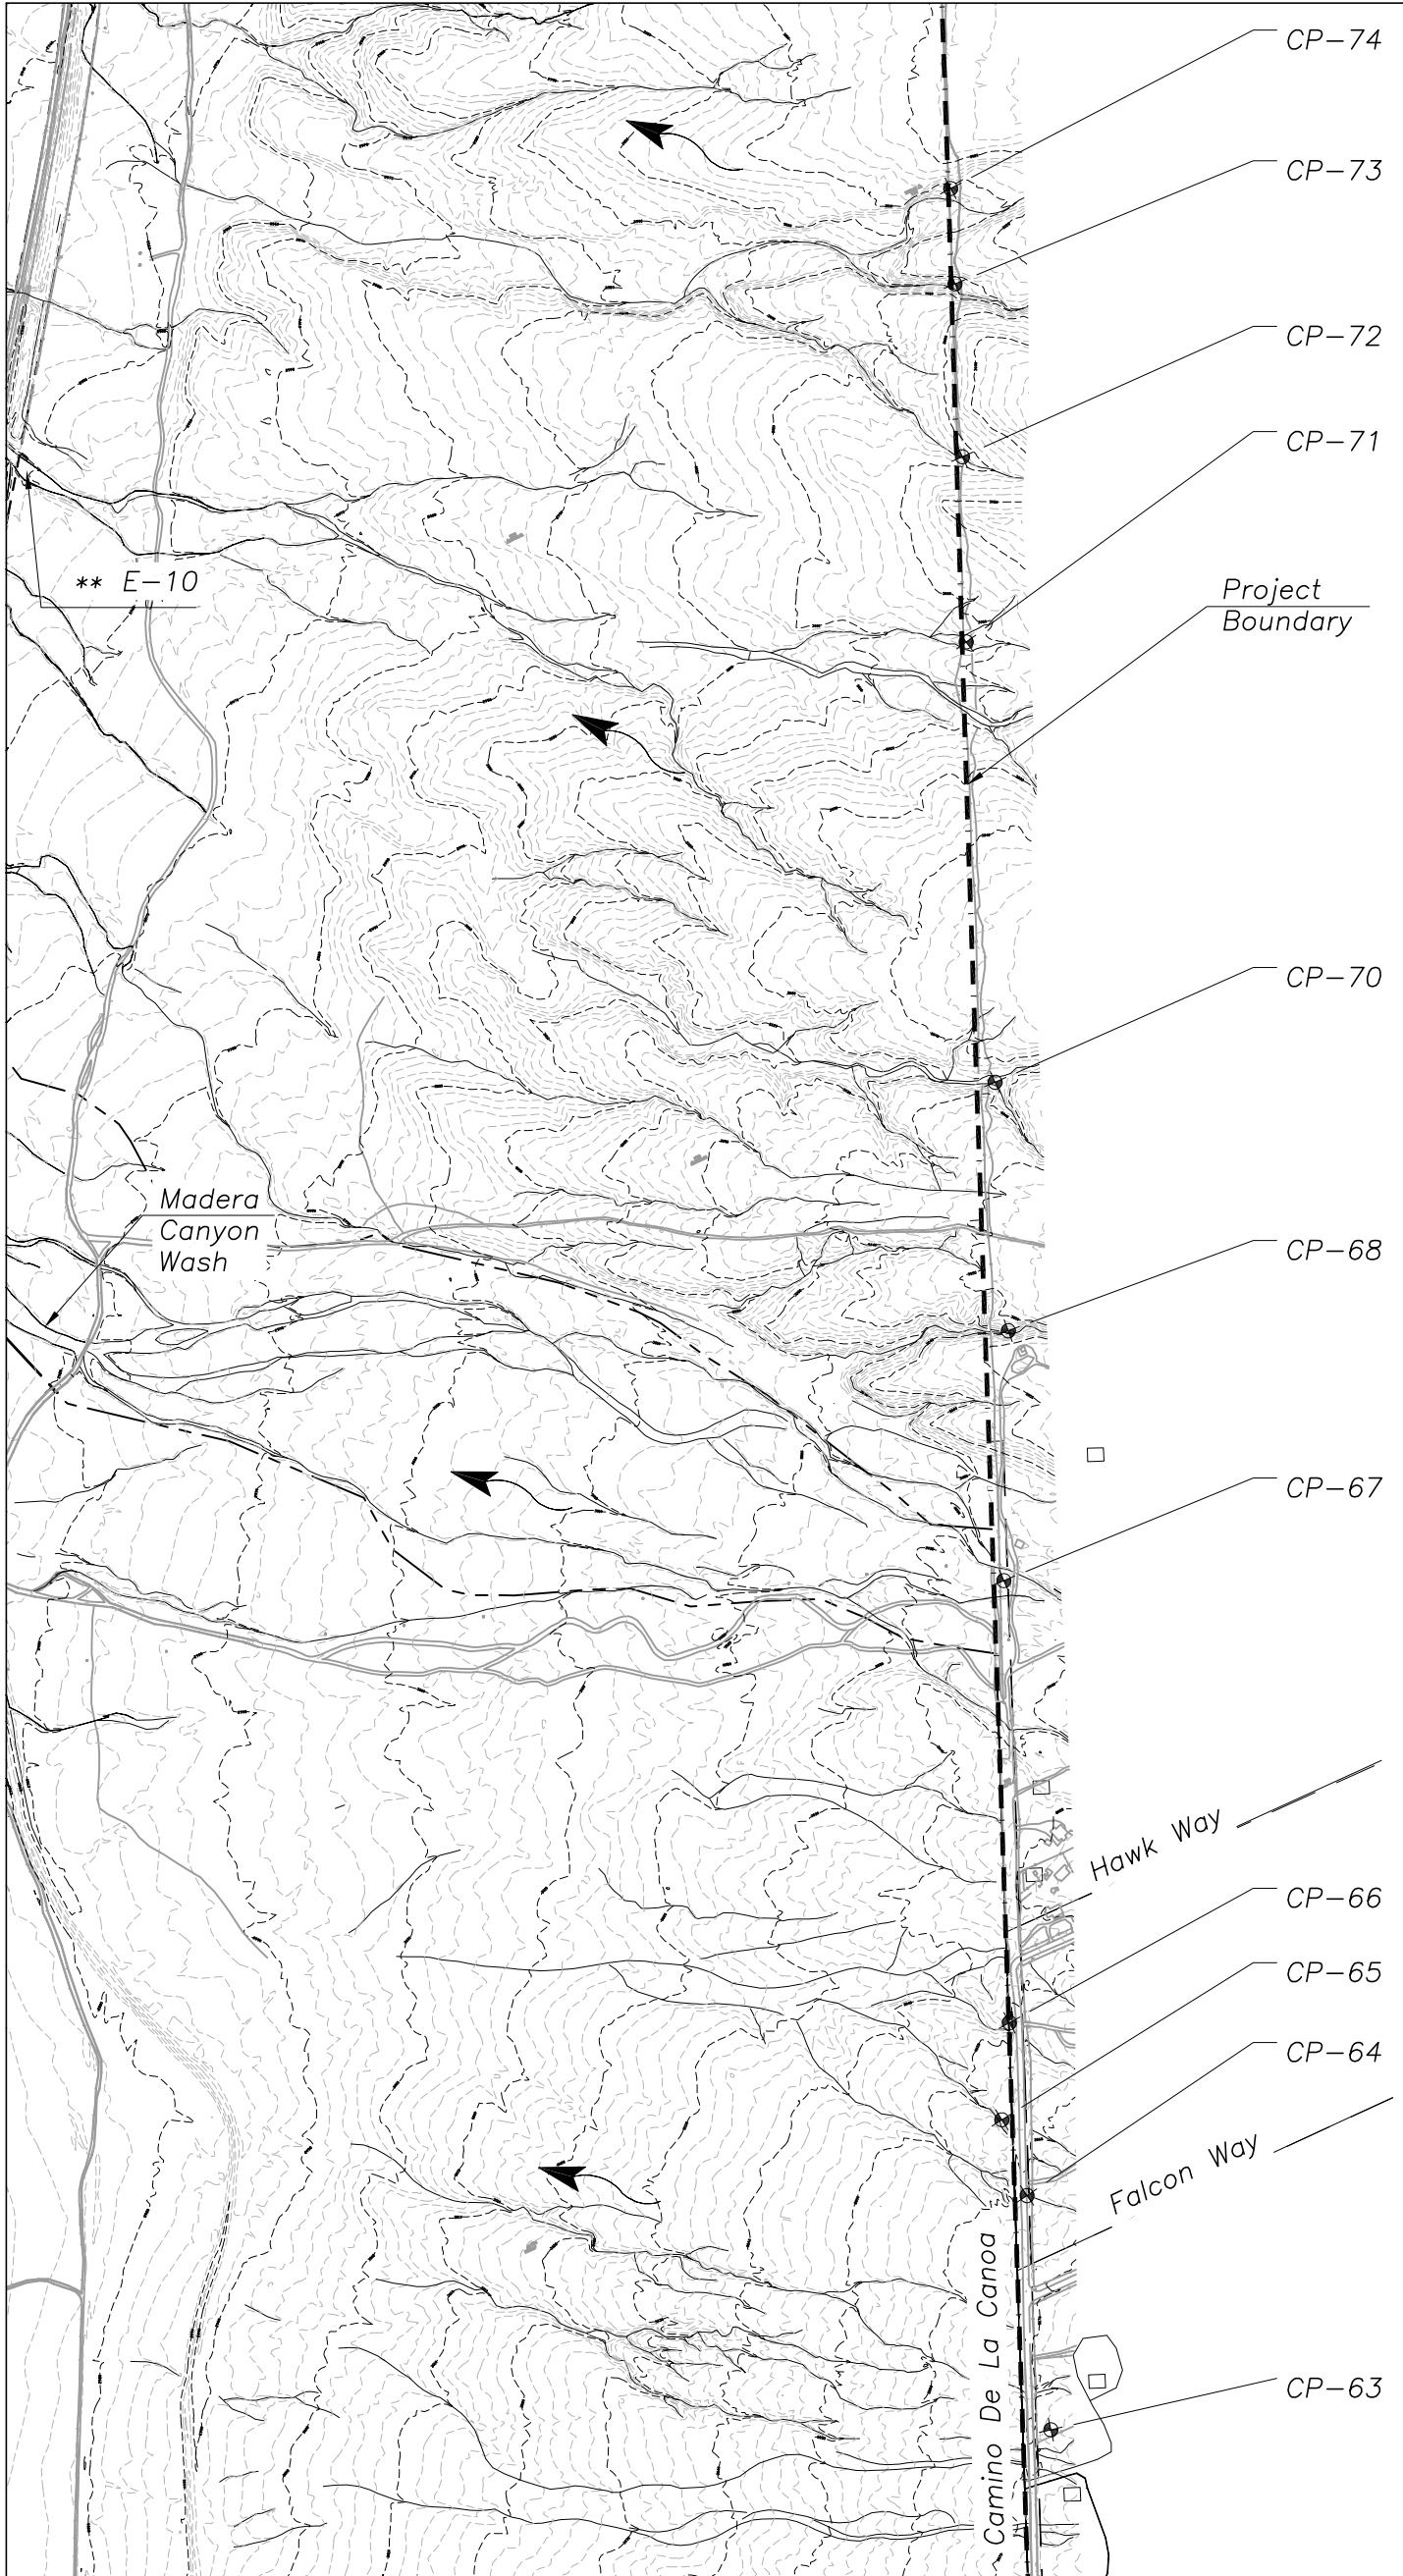 CP-74
CP-73
CP-72
CP-71
** E-10
Project
Boundary
CP-70
Madera
Canyon
Wash
CP-68
CP-67
Hawk Way
CP-66
CP-65
CP-64
Falcon Way
Camino De La Canoa
CP-63